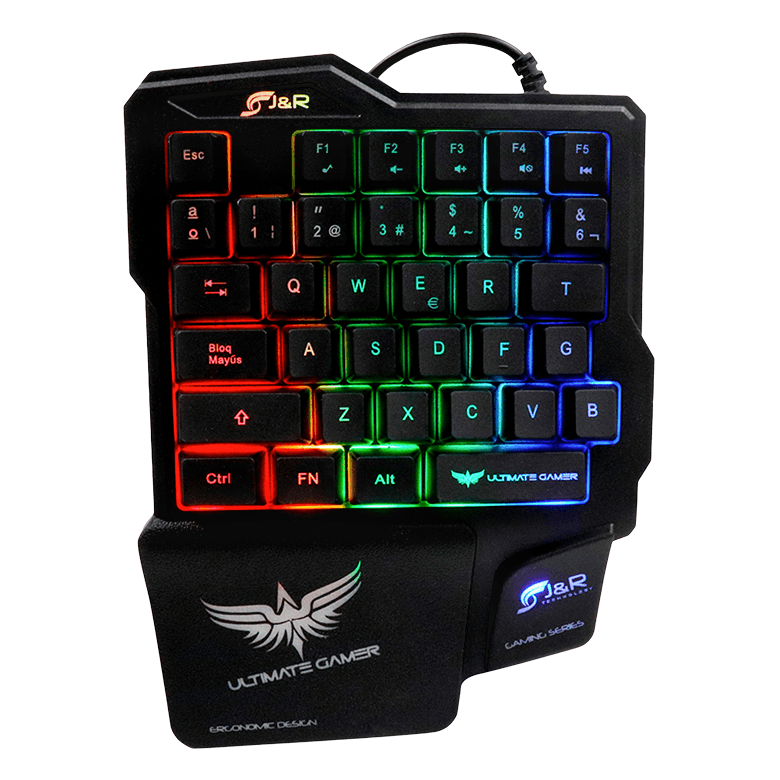 J&R
Esc F1 F2 F3 F4 F5
a ! " · $ % &
o \ 1 ¦ 2 @ 3 # 4 ~ 5 6 ¬
Q W E R T
€
Bloq
Mayús
A S D F G
Z X C V B
Ctrl FN Alt ULTIMATE GAMER
J&R
TECHNOLOGY
GAMING SERIES
ULTIMATE GAMER
ERGONOMIC DESIGN